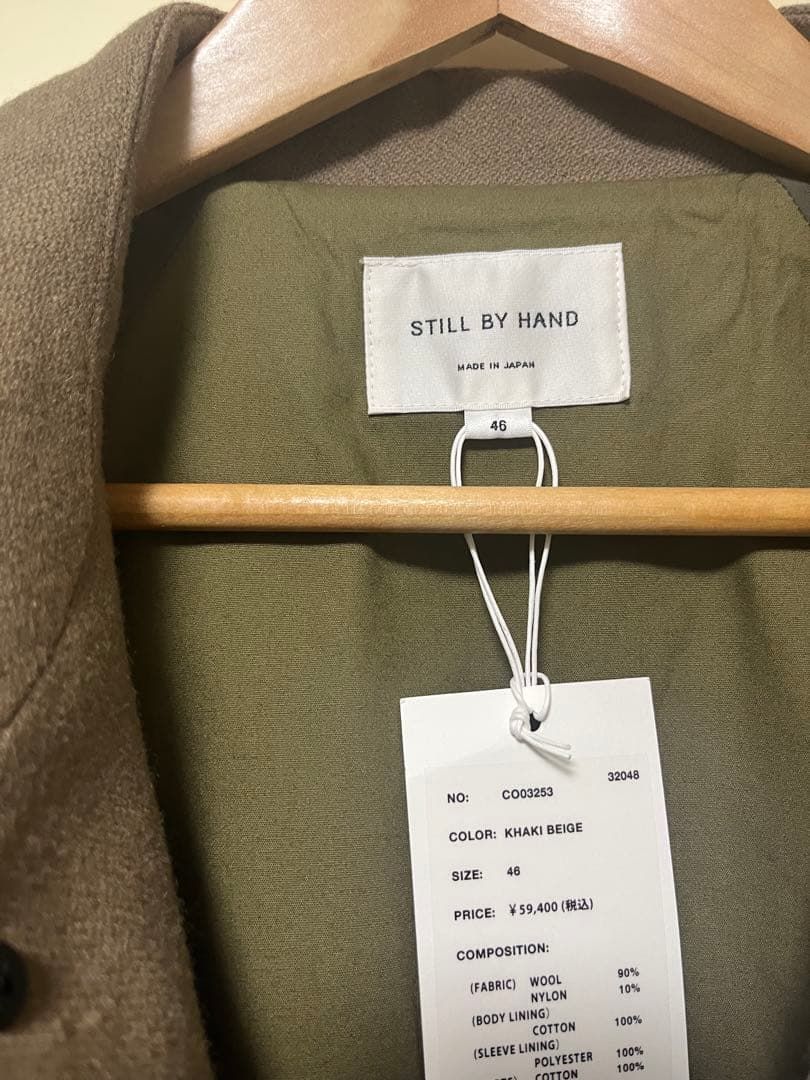 STILL BY HAND
MADE IN JAPAN
46
32048
NO: CO03253
COLOR: KHAKI BEIGE
SIZE: 46
PRICE: ¥59,400 (税込)
COMPOSITION:
(FABRIC) WOOL 90%
NYLON 10%
(BODY LINING)
COTTON 100%
(SLEEVE LINING)
POLYESTER 100%
COTTON 100%